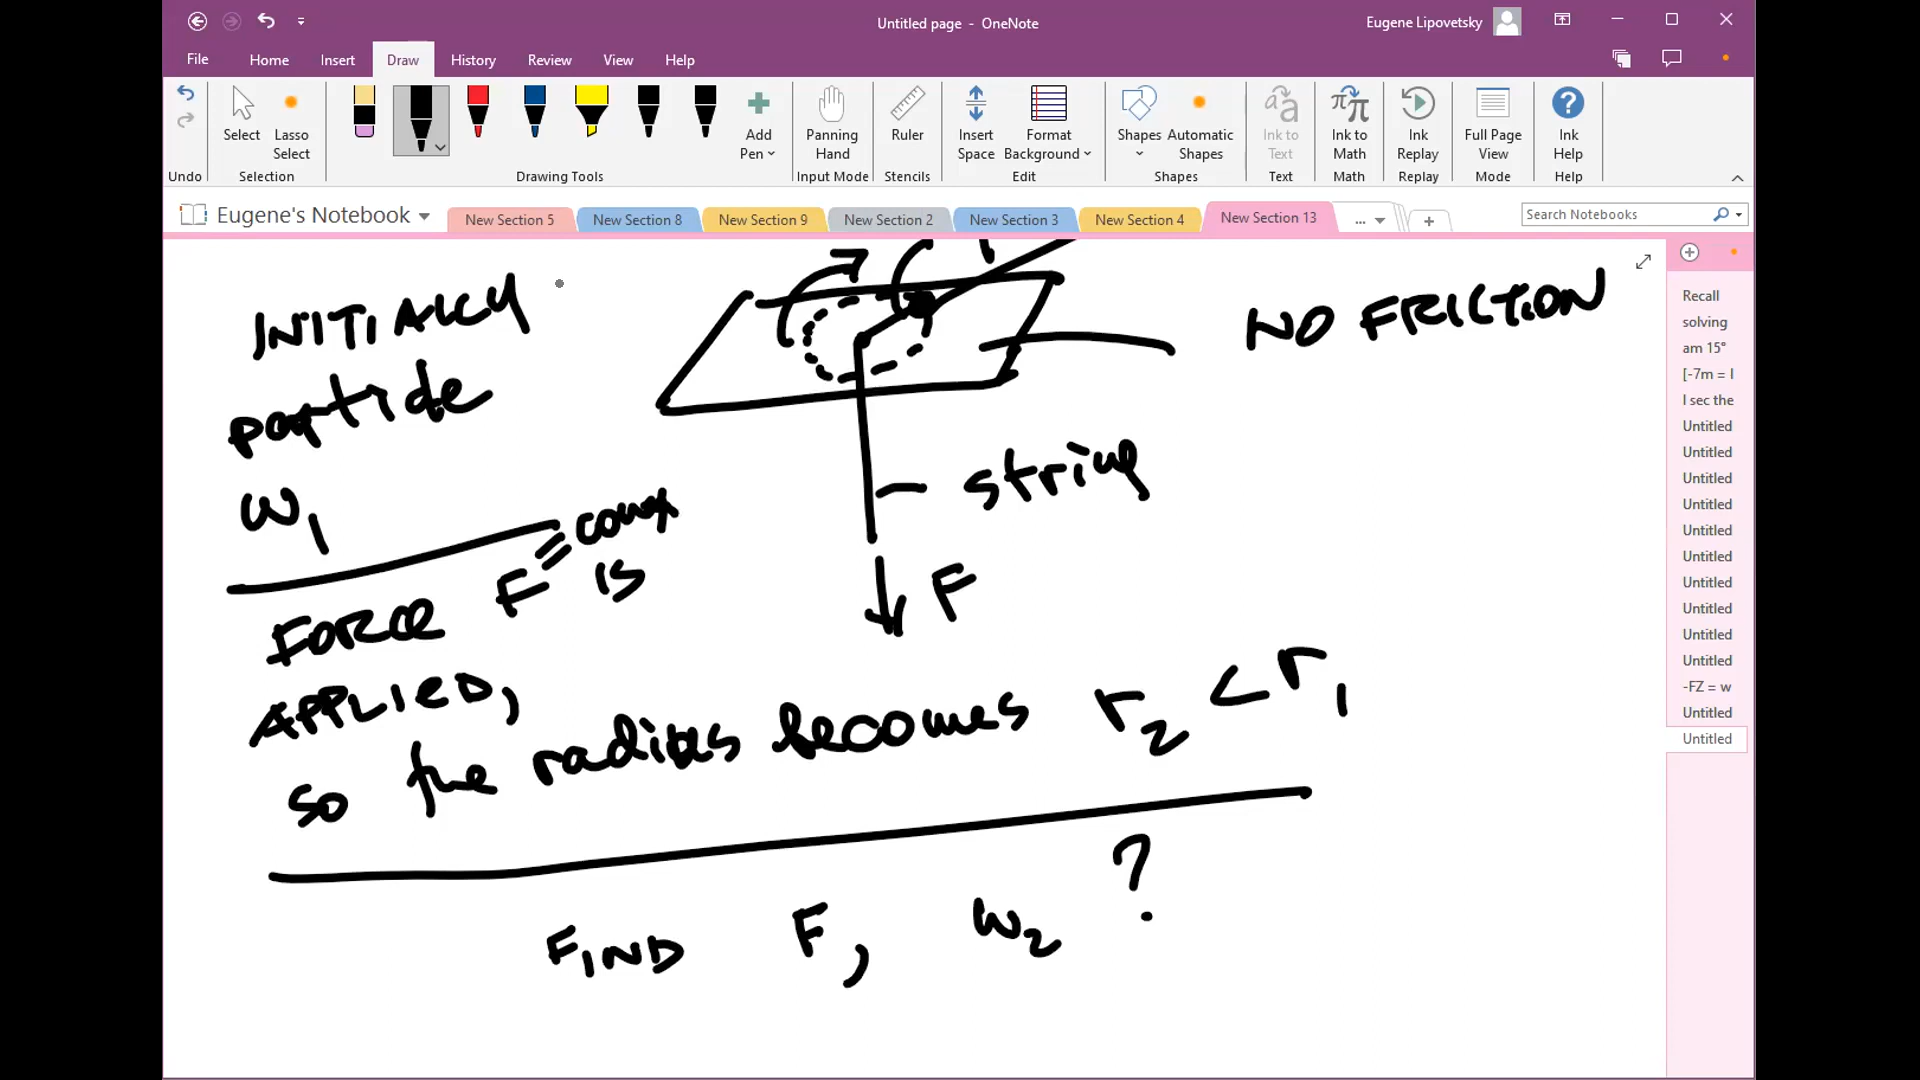 Untitled page - OneNote
Eugene Lipovetsky
File Home Insert Draw History Review View Help
Select
Lasso Select
Add Pen
Panning Hand
Ruler
Insert Space
Format Background
Shapes
Automatic Shapes
Ink to Text
Ink to Math
Ink Replay
Full Page View
Ink Help
Undo Selection Drawing Tools Input Mode Stencils Edit Shapes Text Math Replay Mode Help
Eugene's Notebook
New Section 5 New Section 8 New Section 9 New Section 2 New Section 3 New Section 4 New Section 13 ...
Search Notebooks
INITIALLY
particle
W1
NO FRICTION
string
F
FORCE F = const
is
APPLIED,
so the radius becomes r2 < r1
FIND F, W2 ?
Recall
solving
am 15°
[-7m = I
I sec the
Untitled
Untitled
Untitled
Untitled
Untitled
Untitled
Untitled
Untitled
Untitled
Untitled
-FZ = w
Untitled
Untitled